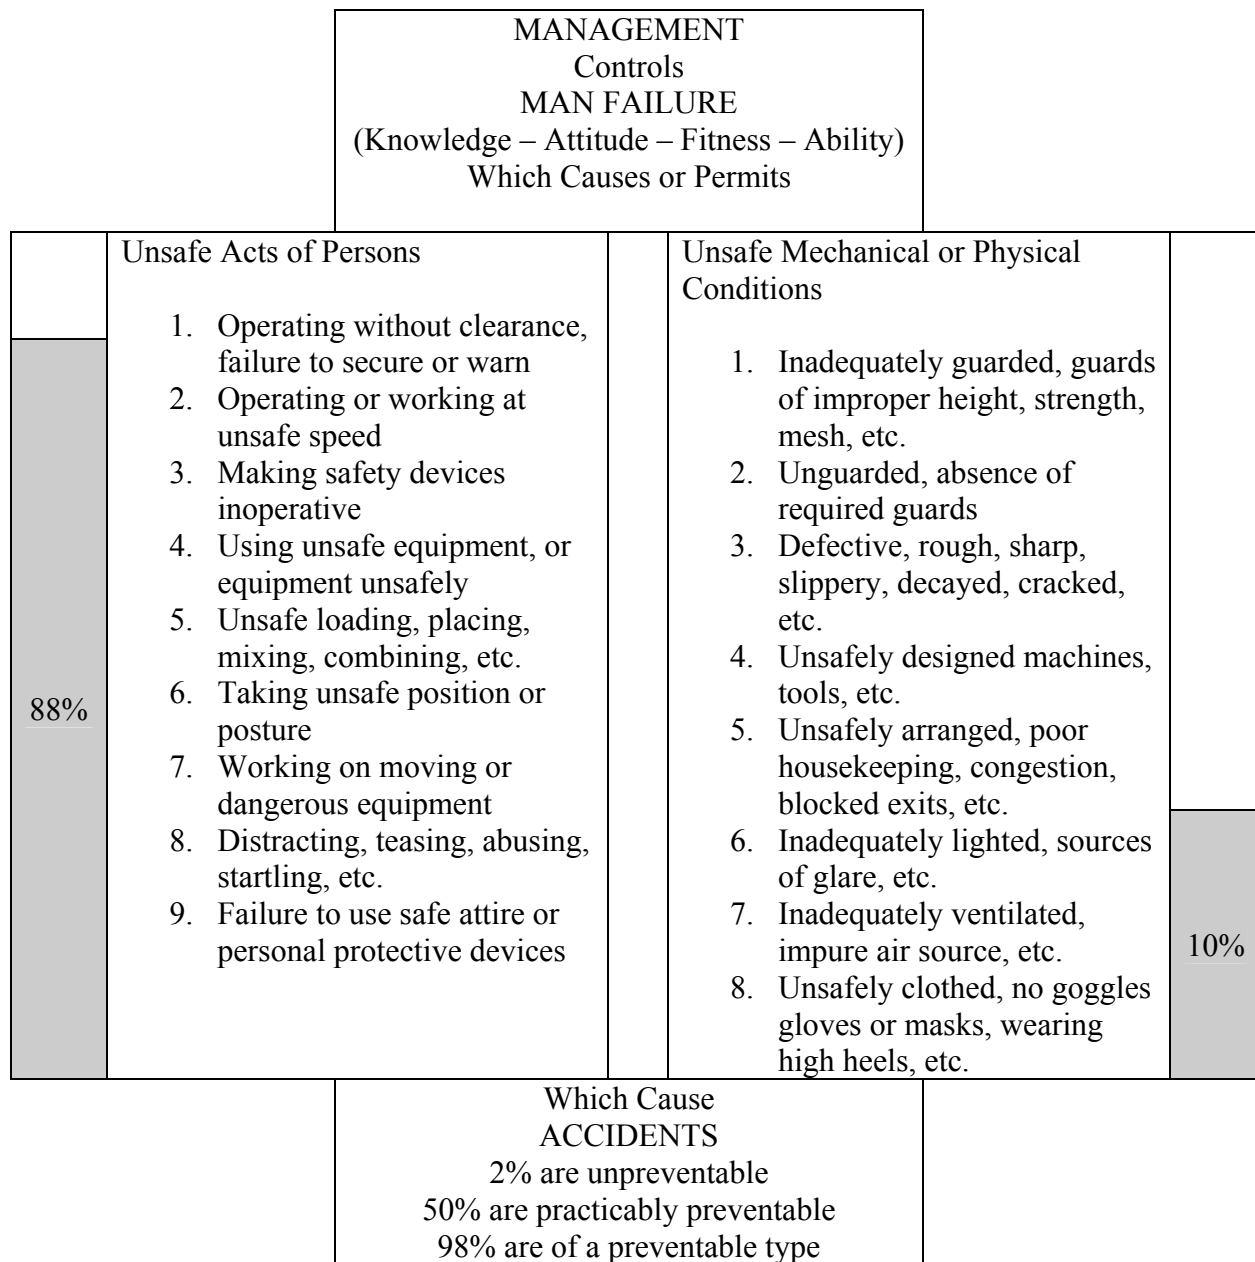 MANAGEMENT
Controls
MAN FAILURE
(Knowledge – Attitude – Fitness – Ability)
Which Causes or Permits
Unsafe Acts of Persons
1. Operating without clearance,
failure to secure or warn
2. Operating or working at
unsafe speed
3. Making safety devices
inoperative
4. Using unsafe equipment, or
equipment unsafely
5. Unsafe loading, placing,
mixing, combining, etc.
6. Taking unsafe position or
posture
7. Working on moving or
dangerous equipment
8. Distracting, teasing, abusing,
startling, etc.
9. Failure to use safe attire or
personal protective devices
88%
Unsafe Mechanical or Physical
Conditions
1. Inadequately guarded, guards
of improper height, strength,
mesh, etc.
2. Unguarded, absence of
required guards
3. Defective, rough, sharp,
slippery, decayed, cracked,
etc.
4. Unsafely designed machines,
tools, etc.
5. Unsafely arranged, poor
housekeeping, congestion,
blocked exits, etc.
6. Inadequately lighted, sources
of glare, etc.
7. Inadequately ventilated,
impure air source, etc.
8. Unsafely clothed, no goggles
gloves or masks, wearing
high heels, etc.
10%
Which Cause
ACCIDENTS
2% are unpreventable
50% are practicably preventable
98% are of a preventable type